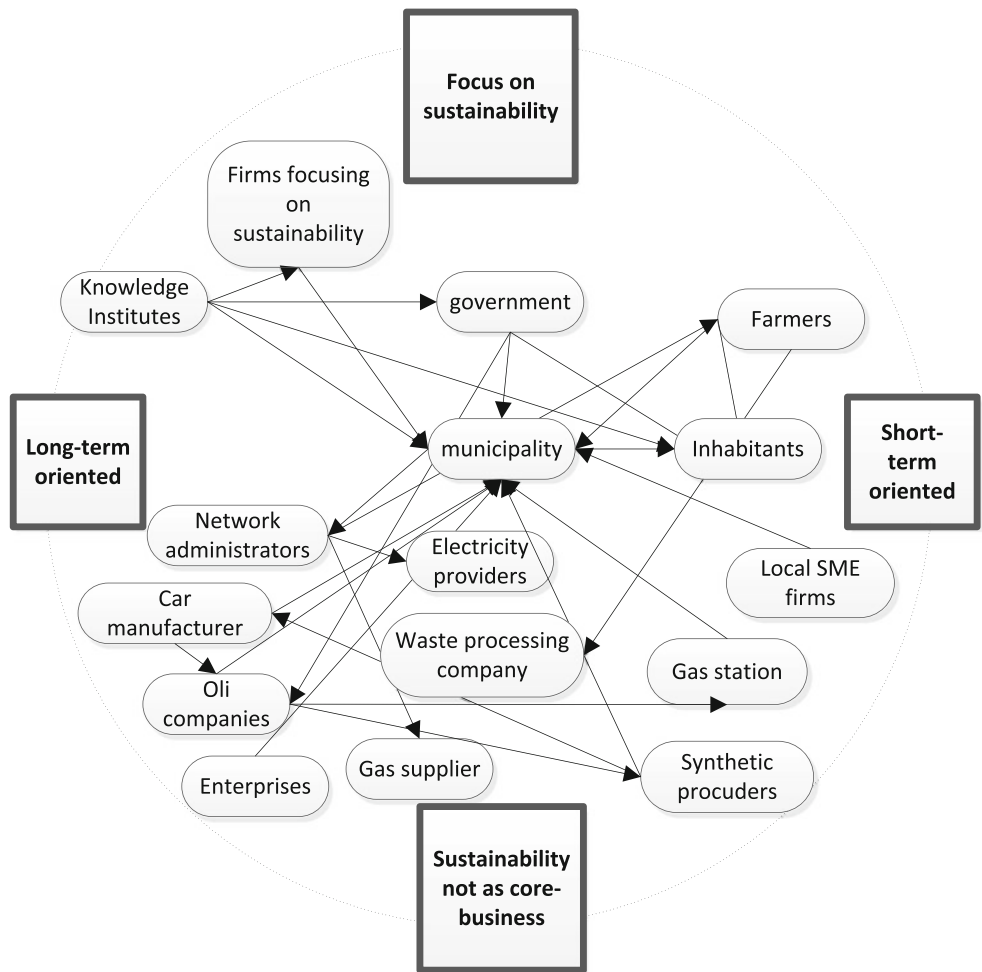 Focus on
sustainability
Firms focusing
on
sustainability
Knowledge
Institutes
government
Farmers
Long-term
oriented
municipality
Inhabitants
Short-
term
oriented
Network
administrators
Electricity
providers
Local SME
firms
Car
manufacturer
Waste processing
company
Gas station
Oli
companies
Enterprises
Gas supplier
Synthetic
procuders
Sustainability
not as core-
business